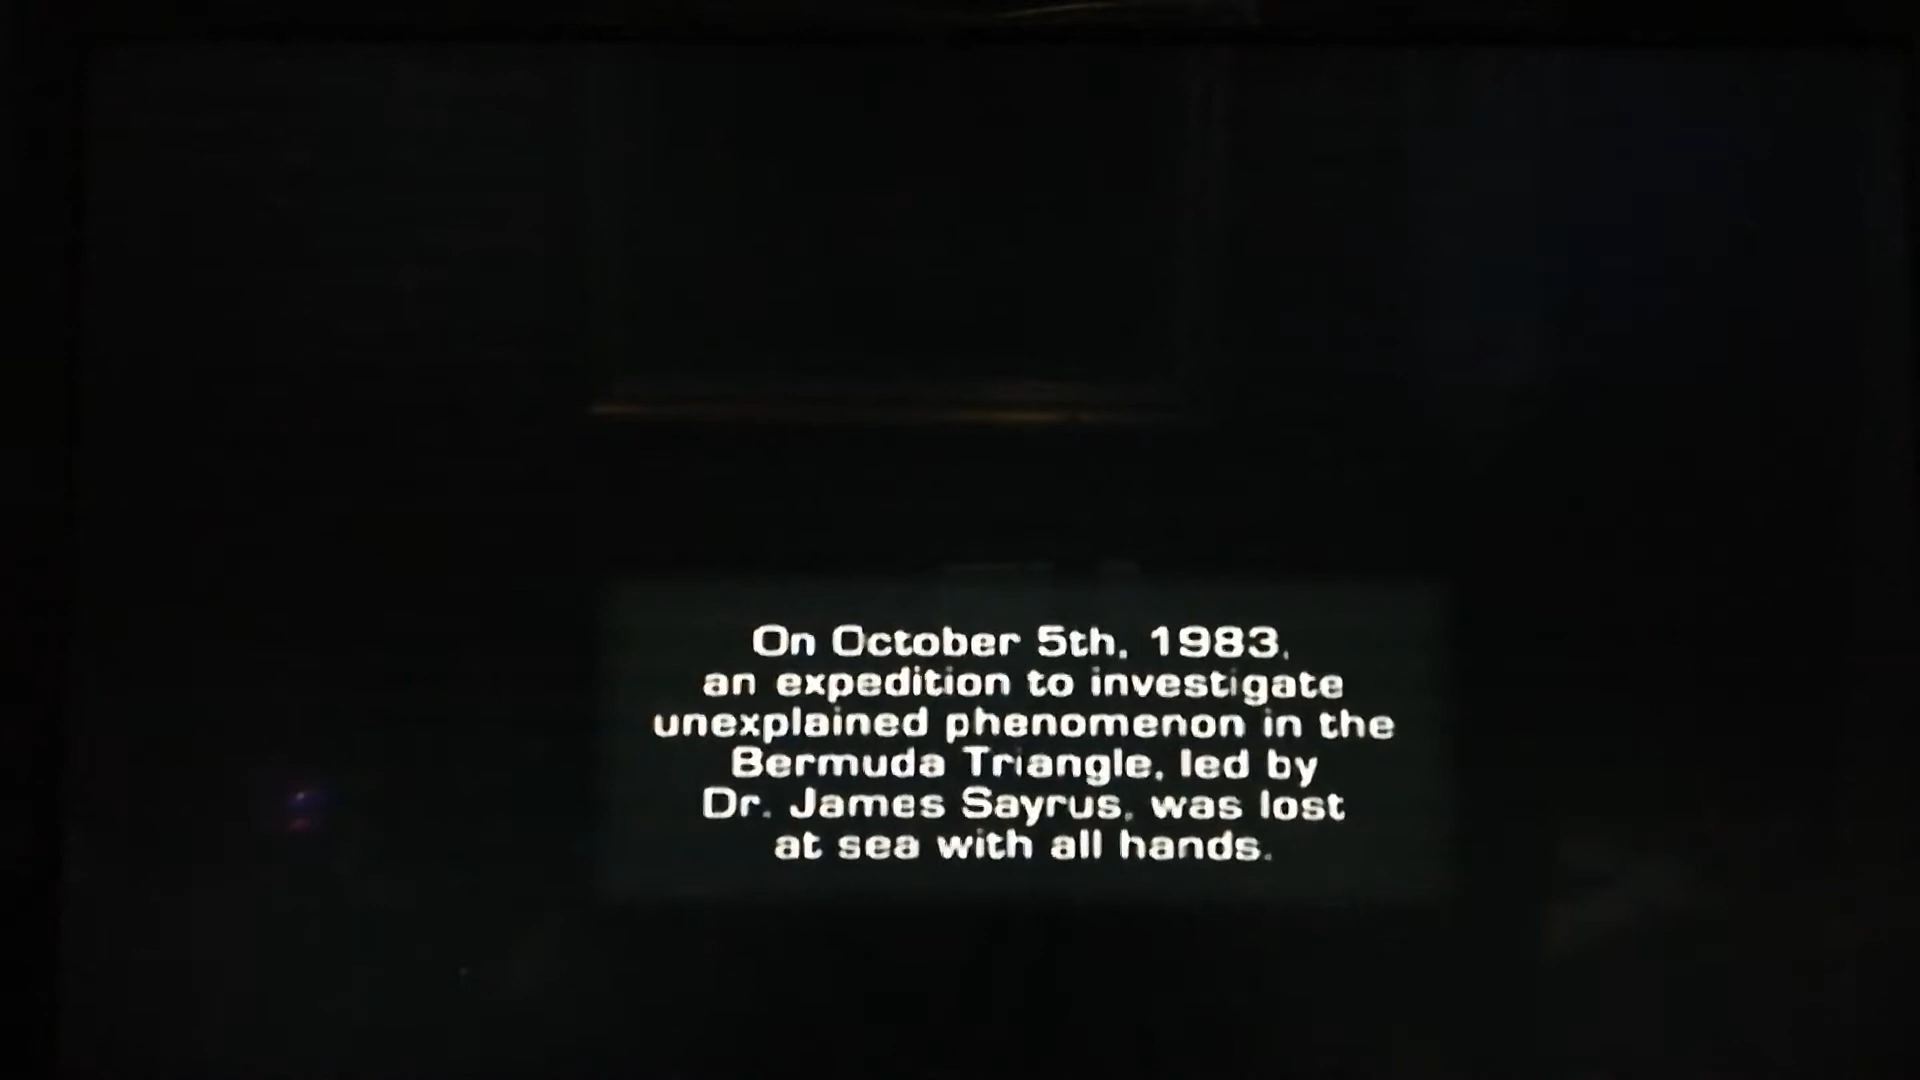 On October 5th, 1983,
an expedition to investigate
unexplained phenomenon in the
Bermuda Triangle, led by
Dr. James Sayrus, was lost
at sea with all hands.